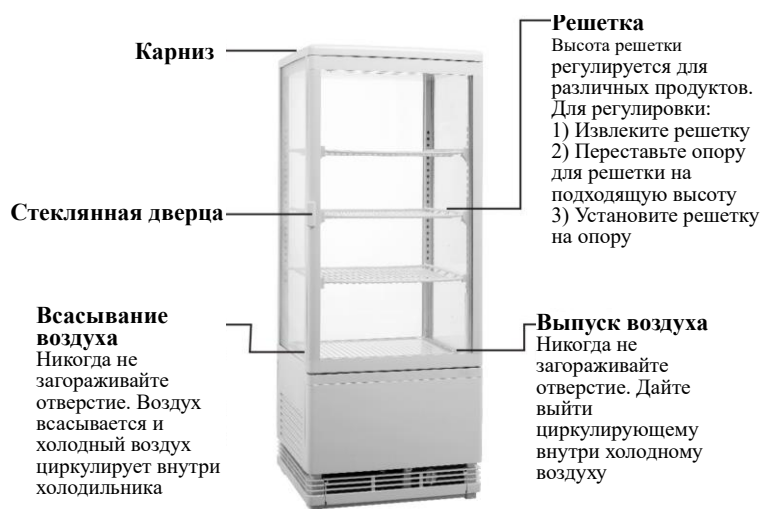 Карниз
Стеклянная дверца
Решетка
Высота решетки
регулируется для
различных продуктов.
Для регулировки:
1) Извлеките решетку
2) Переставьте опору
для решетки на
подходящую высоту
3) Установите решетку
на опору
Всасывание
воздуха
Никогда не
загораживайте
отверстие. Воздух
всасывается и
холодный воздух
циркулирует внутри
холодильника
Выпуск воздуха
Никогда не
загораживайте
отверстие. Дайте
выйти
циркулирующему
внутри холодному
воздуху